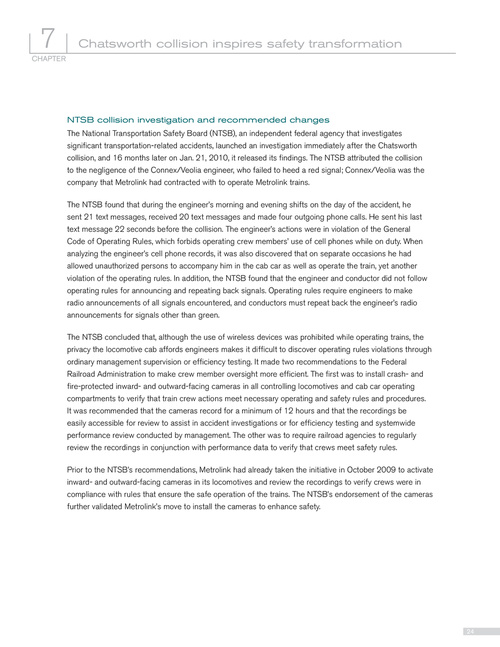 7
CHAPTER
Chatsworth collision inspires safety transformation
NTSB collision investigation and recommended changes
The National Transportation Safety Board (NTSB), an independent federal agency that investigates
significant transportation-related accidents, launched an investigation immediately after the Chatsworth
collision, and 16 months later on Jan. 21, 2010, it released its findings. The NTSB attributed the collision
to the negligence of the Connex/Veolia engineer, who failed to heed a red signal; Connex/Veolia was the
company that Metrolink had contracted with to operate Metrolink trains.
The NTSB found that during the engineer's morning and evening shifts on the day of the accident, he
sent 21 text messages, received 20 text messages and made four outgoing phone calls. He sent his last
text message 22 seconds before the collision. The engineer's actions were in violation of the General
Code of Operating Rules, which forbids operating crew members' use of cell phones while on duty. When
analyzing the engineer's cell phone records, it was also discovered that on separate occasions he had
allowed unauthorized persons to accompany him in the cab car as well as operate the train, yet another
violation of the operating rules. In addition, the NTSB found that the engineer and conductor did not follow
operating rules for announcing and repeating back signals. Operating rules require engineers to make
radio announcements of all signals encountered, and conductors must repeat back the engineer's radio
announcements for signals other than green.
The NTSB concluded that, although the use of wireless devices was prohibited while operating trains, the
privacy the locomotive cab affords engineers makes it difficult to discover operating rules violations through
ordinary management supervision or efficiency testing. It made two recommendations to the Federal
Railroad Administration to make crew member oversight more efficient. The first was to install crash- and
fire-protected inward- and outward-facing cameras in all controlling locomotives and cab car operating
compartments to verify that train crew actions meet necessary operating and safety rules and procedures.
It was recommended that the cameras record for a minimum of 12 hours and that the recordings be
easily accessible for review to assist in accident investigations or for efficiency testing and systemwide
performance review conducted by management. The other was to require railroad agencies to regularly
review the recordings in conjunction with performance data to verify that crews meet safety rules.
Prior to the NTSB's recommendations, Metrolink had already taken the initiative in October 2009 to activate
inward- and outward-facing cameras in its locomotives and review the recordings to verify crews were in
compliance with rules that ensure the safe operation of the trains. The NTSB's endorsement of the cameras
further validated Metrolink's move to install the cameras to enhance safety.
24